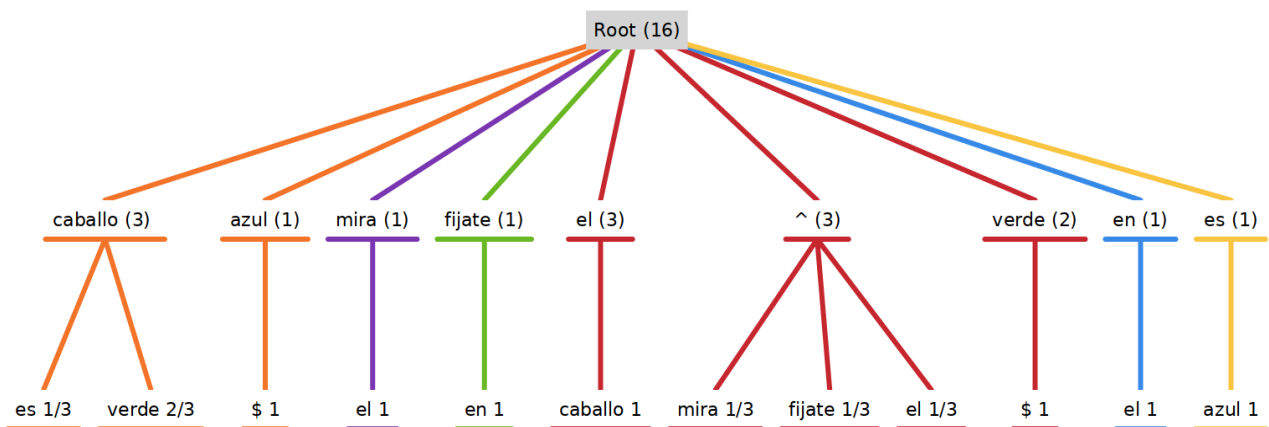 Root (16)
caballo (3) azul (1) mira (1) fijate (1) el (3) ^ (3) verde (2) en (1) es (1)
es 1/3 verde 2/3 $ 1 el 1 en 1 caballo 1 mira 1/3 fijate 1/3 el 1/3 $ 1 el 1 azul 1